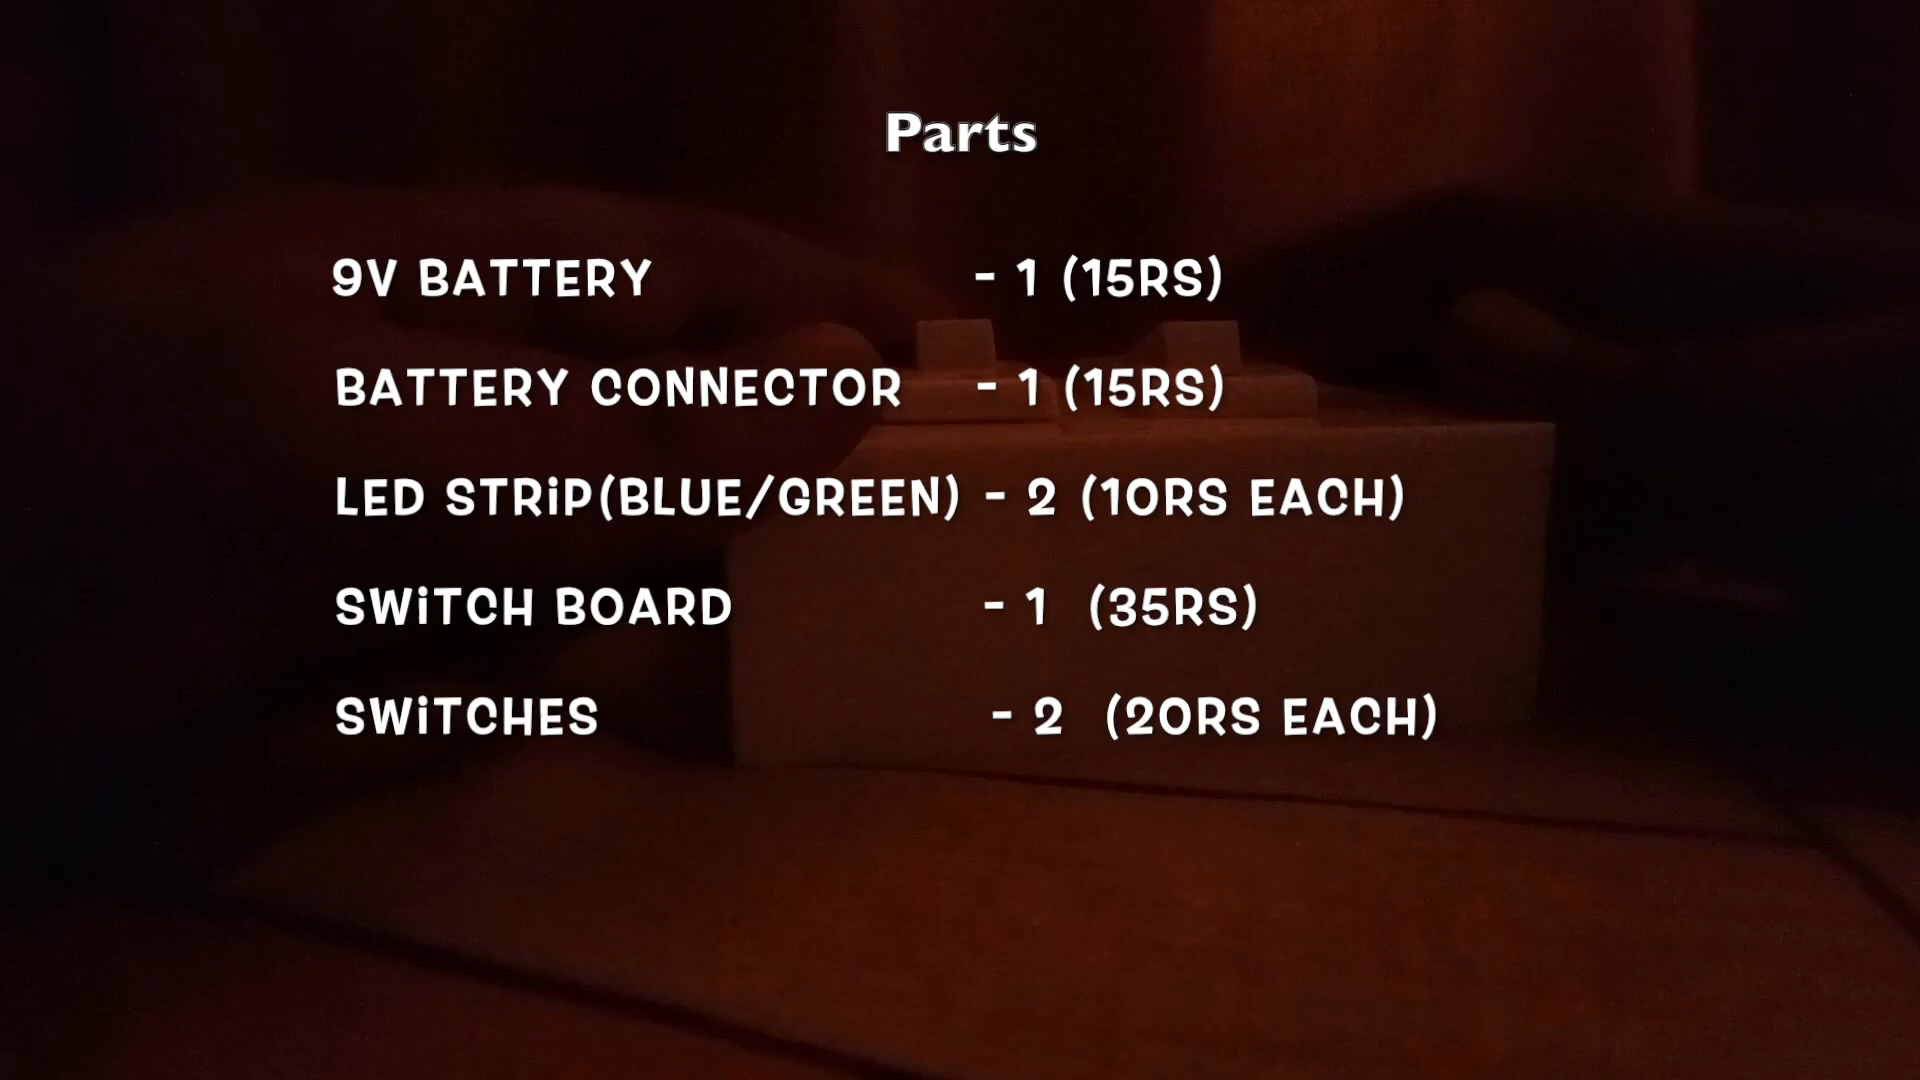 Parts
9V BATTERY - 1 (15RS)
BATTERY CONNECTOR - 1 (15RS)
LED STRiP(BLUE/GREEN) - 2 (10RS EACH)
SWiTCH BOARD - 1 (35RS)
SWiTCHES - 2 (20RS EACH)